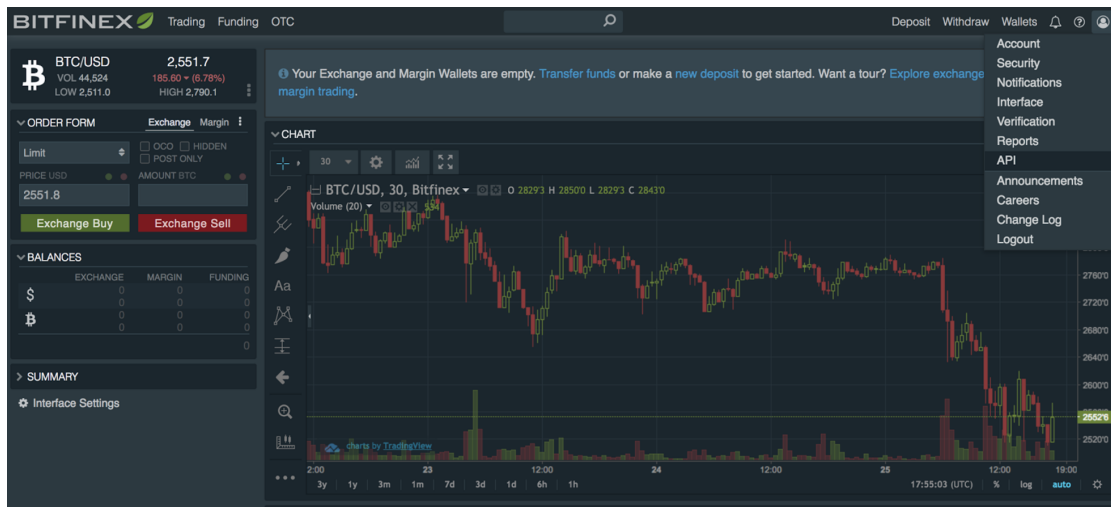 BITFINEX Trading Funding OTC Deposit Withdraw Wallets
BTC/USD 2,551.7
VOL 44,524 185.60 (6.78%)
LOW 2,511.0 HIGH 2,790.1
ORDER FORM Exchange Margin
Limit OCO HIDDEN
POST ONLY
PRICE USD AMOUNT BTC
2551.8
Exchange Buy Exchange Sell
BALANCES
EXCHANGE MARGIN FUNDING
$ 0 0 0
0 0 0
0 0 0
0 0 0
0
SUMMARY
Interface Settings
Your Exchange and Margin Wallets are empty. Transfer funds or make a new deposit to get started. Want a tour? Explore exchange
margin trading.
CHART
30
BTC/USD, 30, Bitfinex O 2829'3 H 2850'0 L 2829'3 C 2843'0
Volume (20)
Aa
charts by TradingView
2760'0
2720'0
2680'0
2640'0
2600'0
2552'6
2520'0
2:00 23 12:00 24 12:00 25 12:00 19:00
3y 1y 3m 1m 7d 3d 1d 6h 1h 17:55:03 (UTC) % log auto
Account
Security
Notifications
Interface
Verification
Reports
API
Announcements
Careers
Change Log
Logout